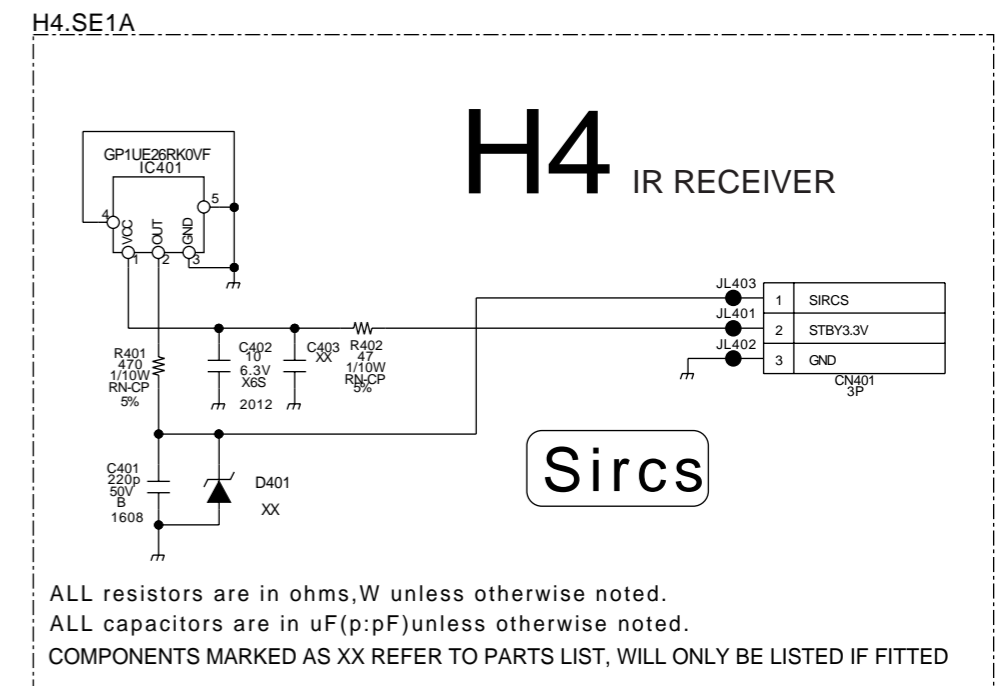 H4.SE1A
H4 IR RECEIVER
GP1UE26RK0VF
IC401
4
5
VCC
OUT
GND
1
2
3
JL403
1 SIRCS
JL401
2 STBY3.3V
JL402
3 GND
CN401
3P
R401
470
1/10W
RN-CP
5%
C402
10
6.3V
X6S
2012
C403
XX
R402
47
1/10W
RN-CP
5%
Sircs
C401
220p
50V
B
1608
D401
XX
ALL resistors are in ohms,W unless otherwise noted.
ALL capacitors are in uF(p:pF)unless otherwise noted.
COMPONENTS MARKED AS XX REFER TO PARTS LIST, WILL ONLY BE LISTED IF FITTED